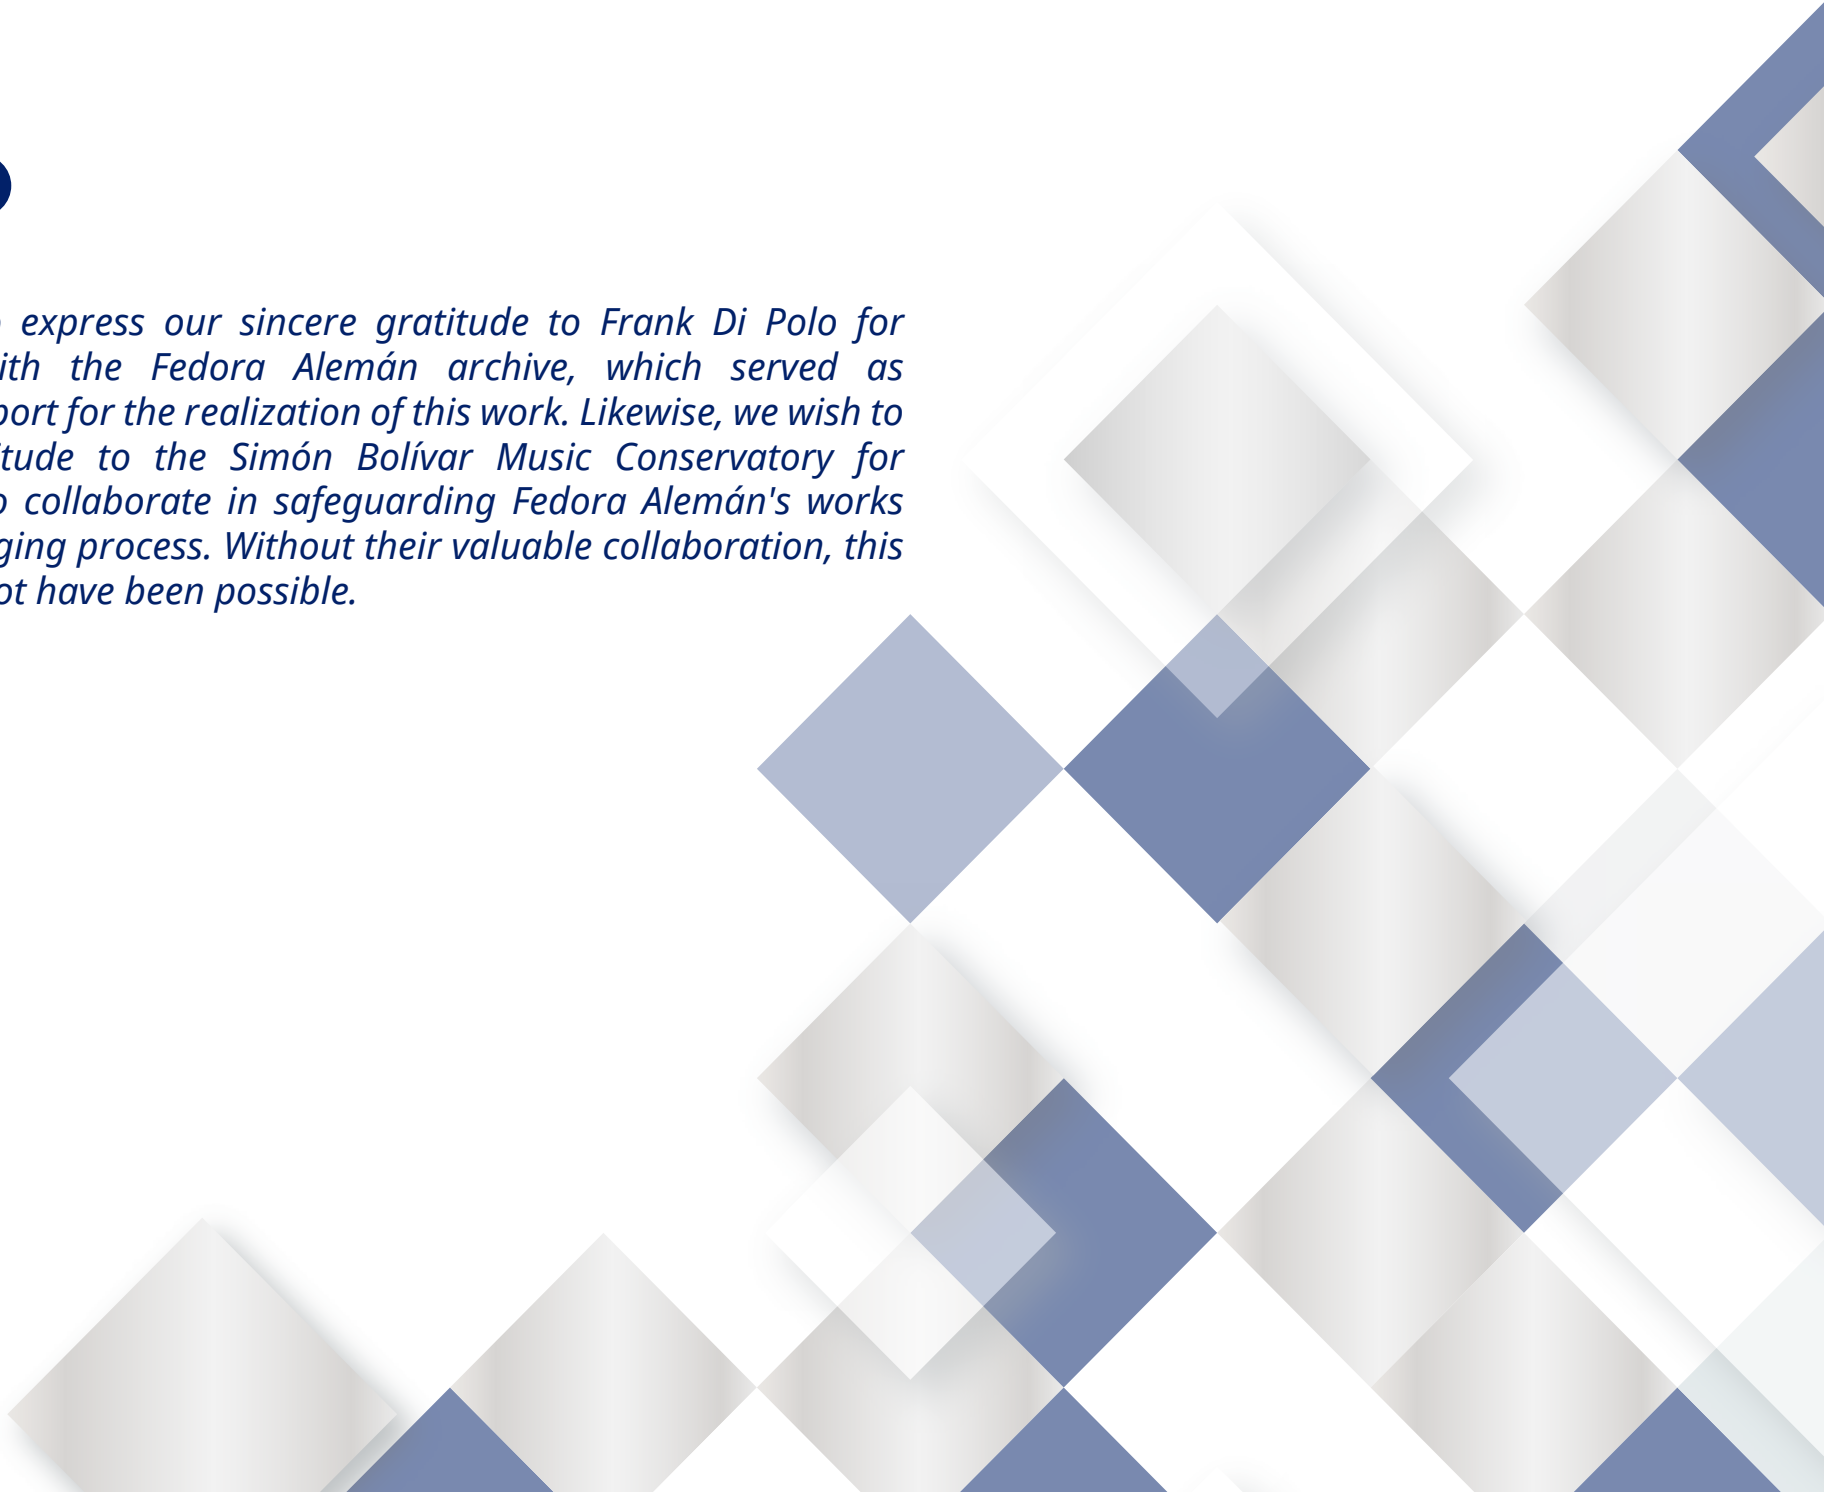 express our sincere gratitude to Frank Di Polo for
the Fedora Alemán archive, which served as
for the realization of this work. Likewise, we wish to
to the Simón Bolívar Music Conservatory for
collaborate in safeguarding Fedora Alemán's works
process. Without their valuable collaboration, this
have been possible.